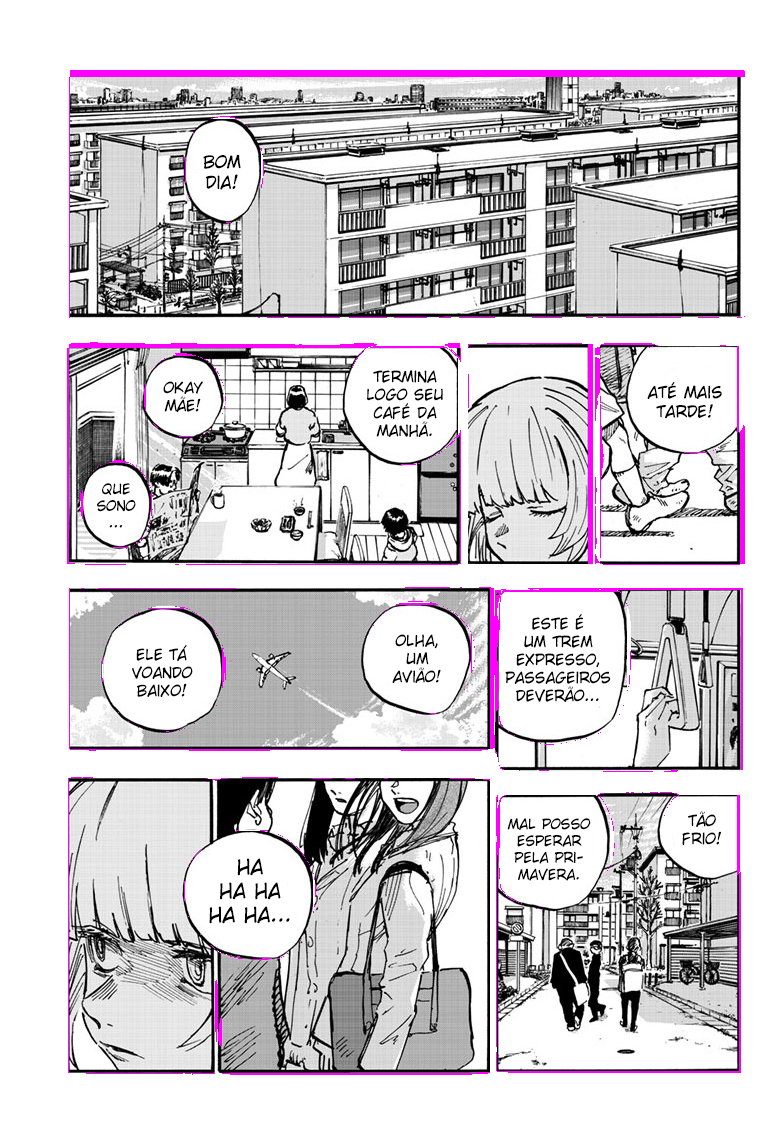 BOM
DIA!
ATÉ MAIS
TARDE!
TERMINA
LOGO SEU
CAFÉ DA
MANHÃ.
OKAY
MÃE!
QUE
SONO
...
ESTE É
UM TREM
EXPRESSO,
PASSAGEIROS
DEVERÃO...
OLHA,
UM
AVIÃO!
ELE TÁ
VOANDO
BAIXO!
TÃO
FRIO!
MAL POSSO
ESPERAR
PELA PRI-
MAVERA.
HA
HA HA
HA HA...